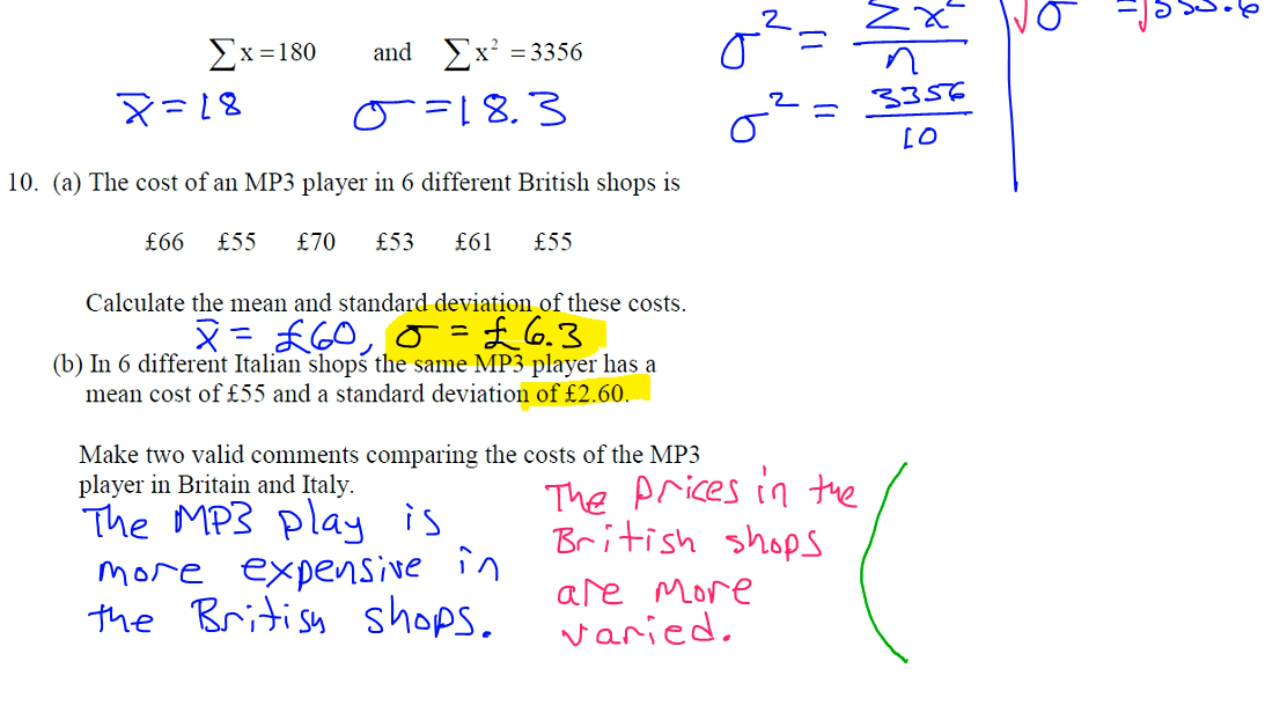 σ² = Σx² / n
√σ = √335.6
∑x = 180 and ∑x² = 3356
x̄ = 18 σ = 18.3
σ² = 3356 / 10
10. (a) The cost of an MP3 player in 6 different British shops is
£66 £55 £70 £53 £61 £55
Calculate the mean and standard deviation of these costs.
x̄ = £60, σ = £6.3
(b) In 6 different Italian shops the same MP3 player has a
mean cost of £55 and a standard deviation of £2.60.
Make two valid comments comparing the costs of the MP3
player in Britain and Italy.
The MP3 play is
more expensive in
the British shops.
The prices in the
British shops
are more
varied.